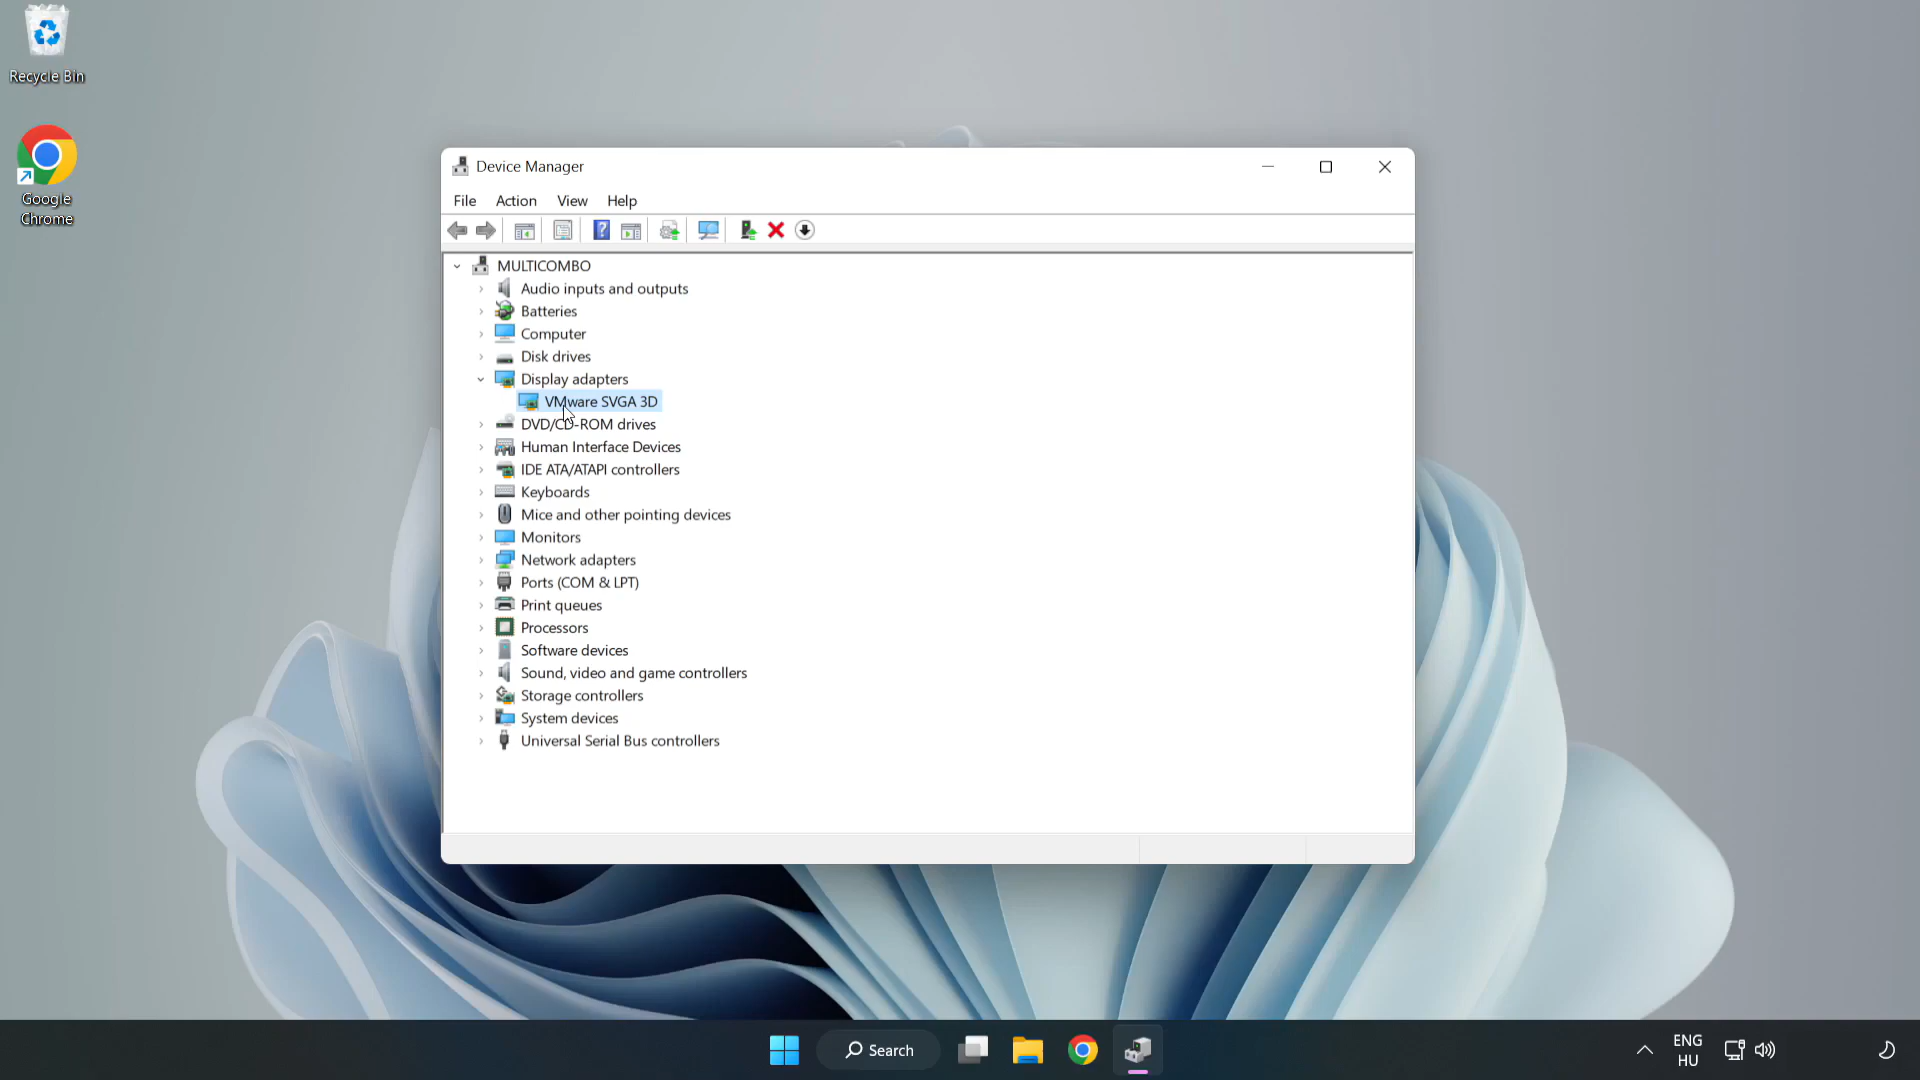 Recycle Bin
Google
Chrome
Device Manager
File Action View Help
MULTICOMBO
Audio inputs and outputs
Batteries
Computer
Disk drives
Display adapters
VMware SVGA 3D
DVD/CD-ROM drives
Human Interface Devices
IDE ATA/ATAPI controllers
Keyboards
Mice and other pointing devices
Monitors
Network adapters
Ports (COM & LPT)
Print queues
Processors
Software devices
Sound, video and game controllers
Storage controllers
System devices
Universal Serial Bus controllers
Search
ENG
HU